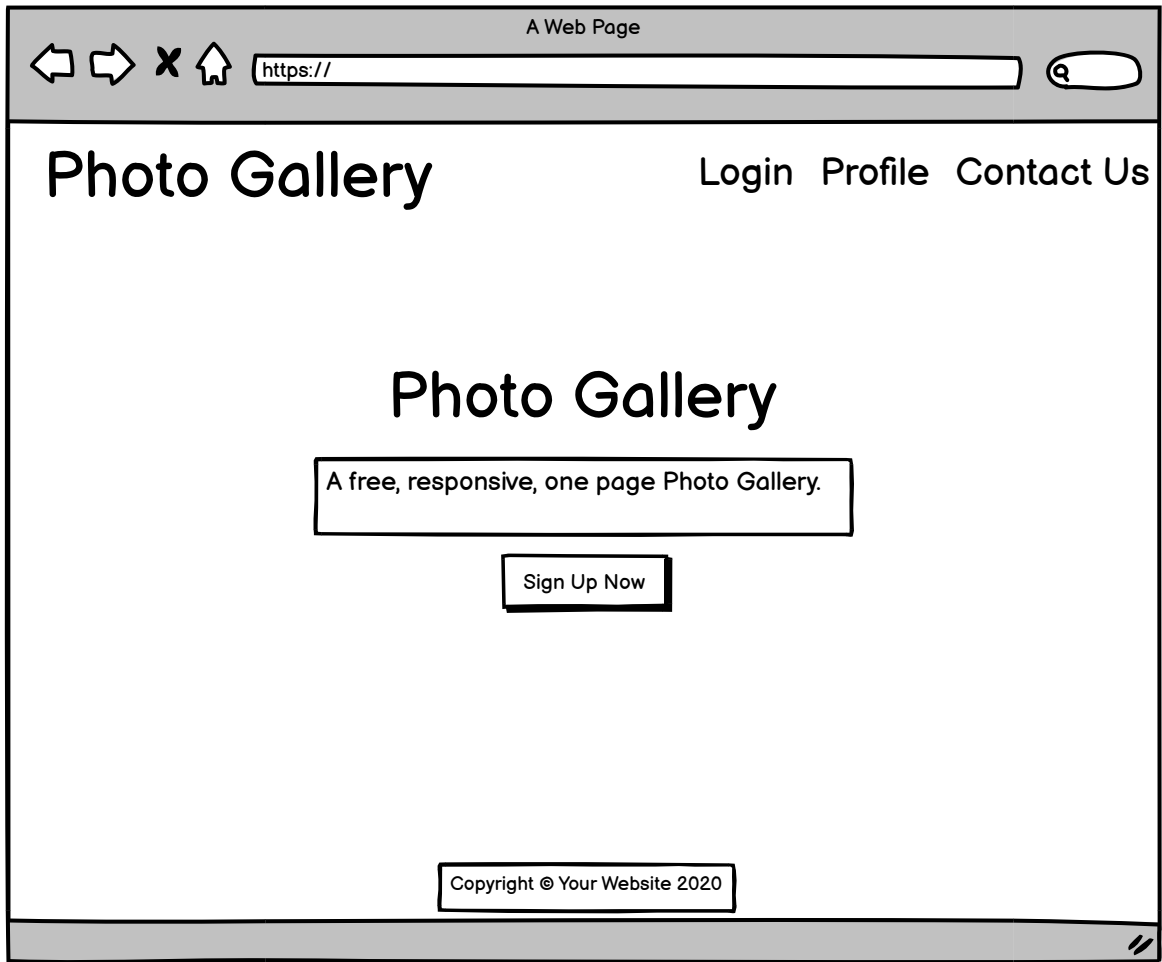 A Web Page
https://
Photo Gallery
Login Profile Contact Us
Photo Gallery
A free, responsive, one page Photo Gallery.
Sign Up Now
Copyright © Your Website 2020